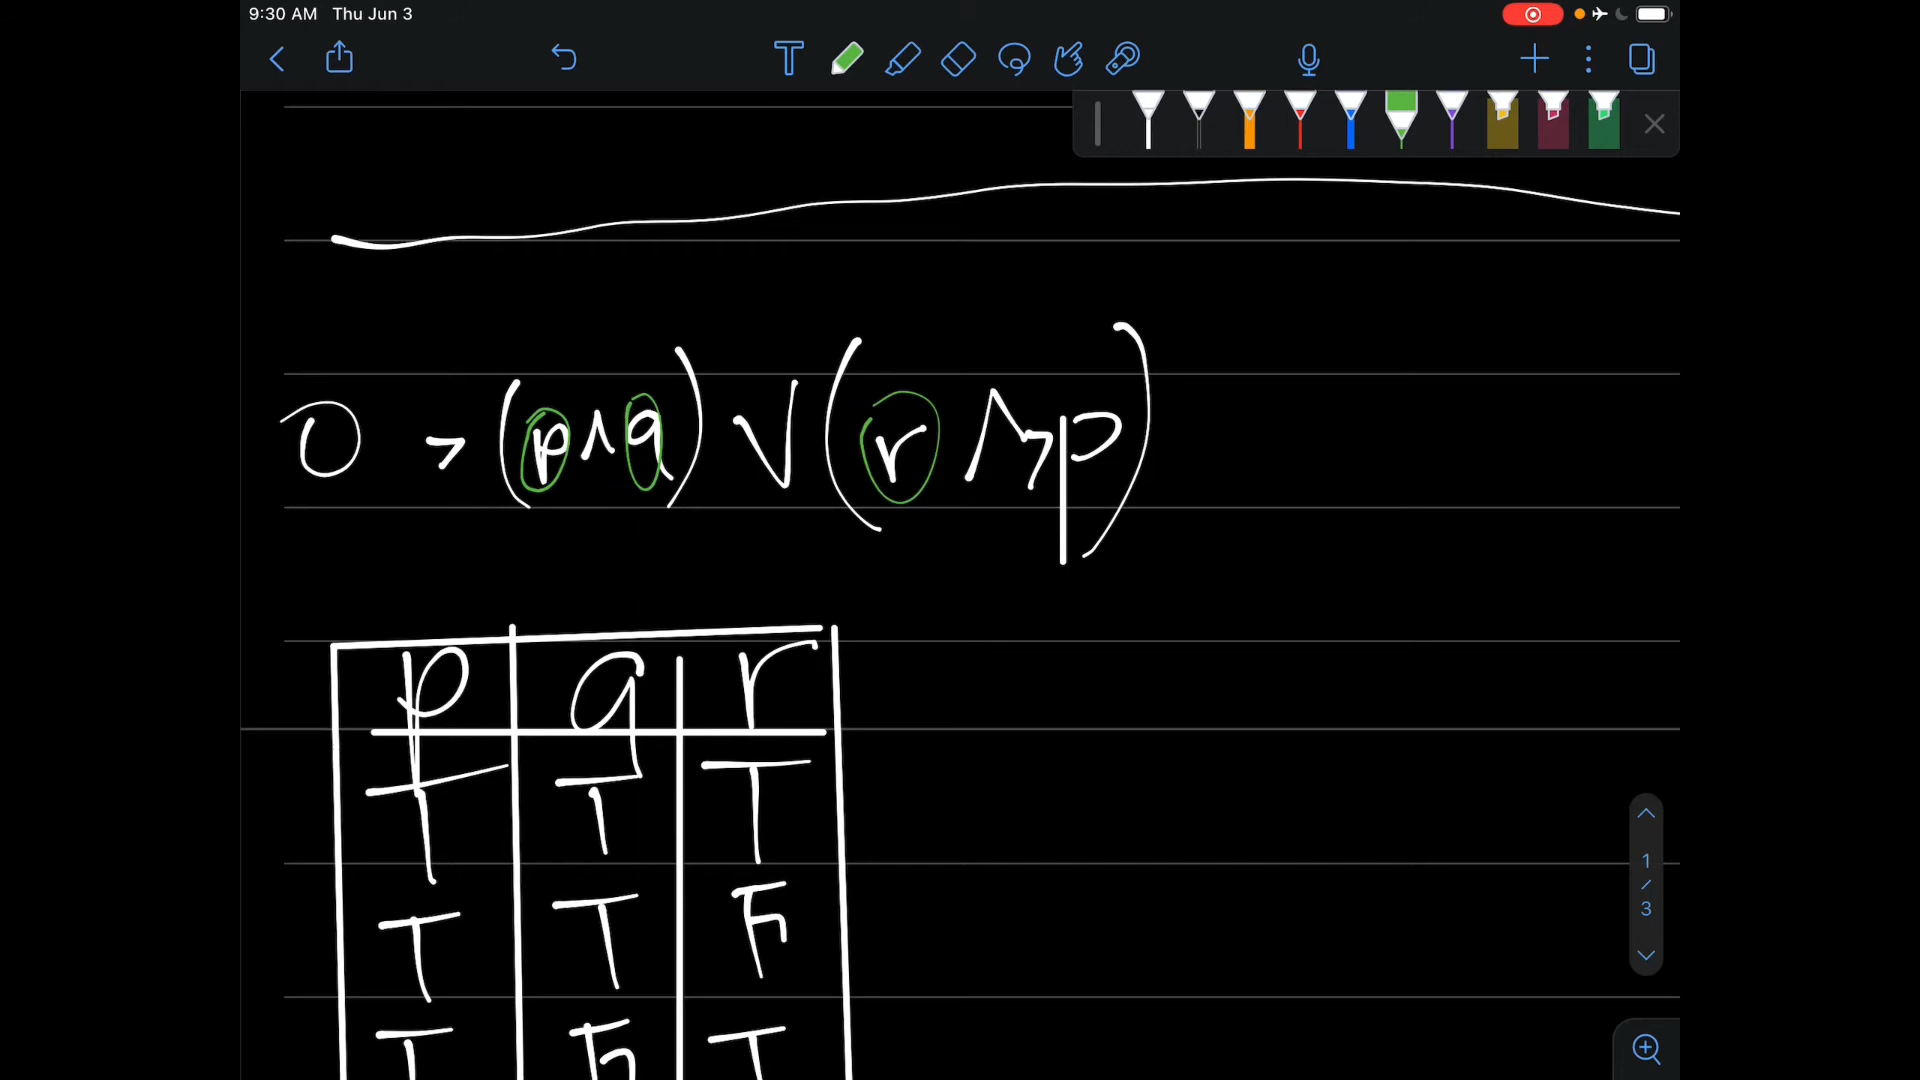 9:30 AM Thu Jun 3
(p∧q) ∨ (r ∧¬p)
p q r
T T T
T T F
T F T
1
/
3